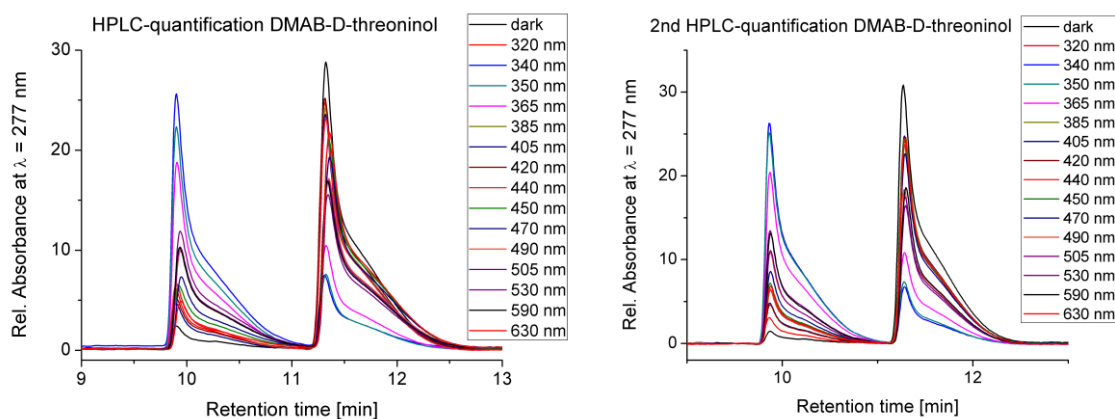 HPLC-quantification DMAB-D-threoninol
Rel. Absorbance at λ = 277 nm
30
20
10
0
9
10
11
12
13
Retention time [min]
dark
320 nm
340 nm
350 nm
365 nm
385 nm
405 nm
420 nm
440 nm
450 nm
470 nm
490 nm
505 nm
530 nm
590 nm
630 nm
2nd HPLC-quantification DMAB-D-threoninol
Rel. Absorbance at λ = 277 nm
30
20
10
0
10
12
Retention time [min]
dark
320 nm
340 nm
350 nm
365 nm
385 nm
405 nm
420 nm
440 nm
450 nm
470 nm
490 nm
505 nm
530 nm
590 nm
630 nm